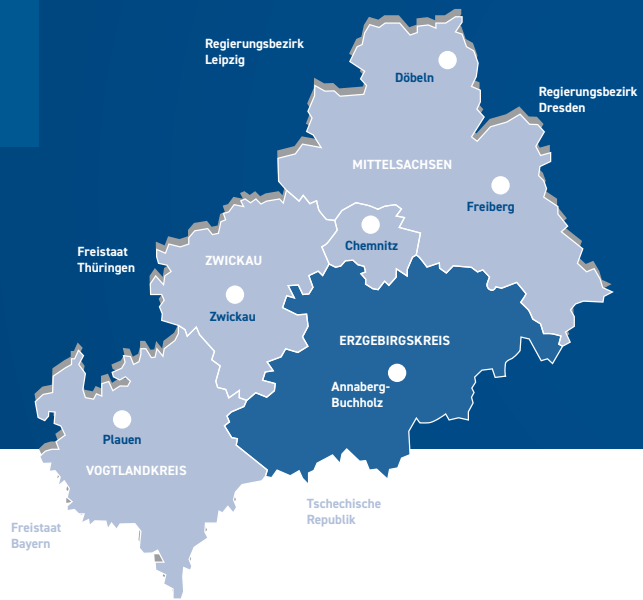 Regierungsbezirk
Leipzig
Döbeln
Regierungsbezirk
Dresden
MITTELSACHSEN
Freiberg
Chemnitz
Freistaat
Thüringen
ZWICKAU
Zwickau
ERZGEBIRGSKREIS
Annaberg-
Buchholz
Plauen
VOGTLANDKREIS
Tschechische
Republik
Freistaat
Bayern